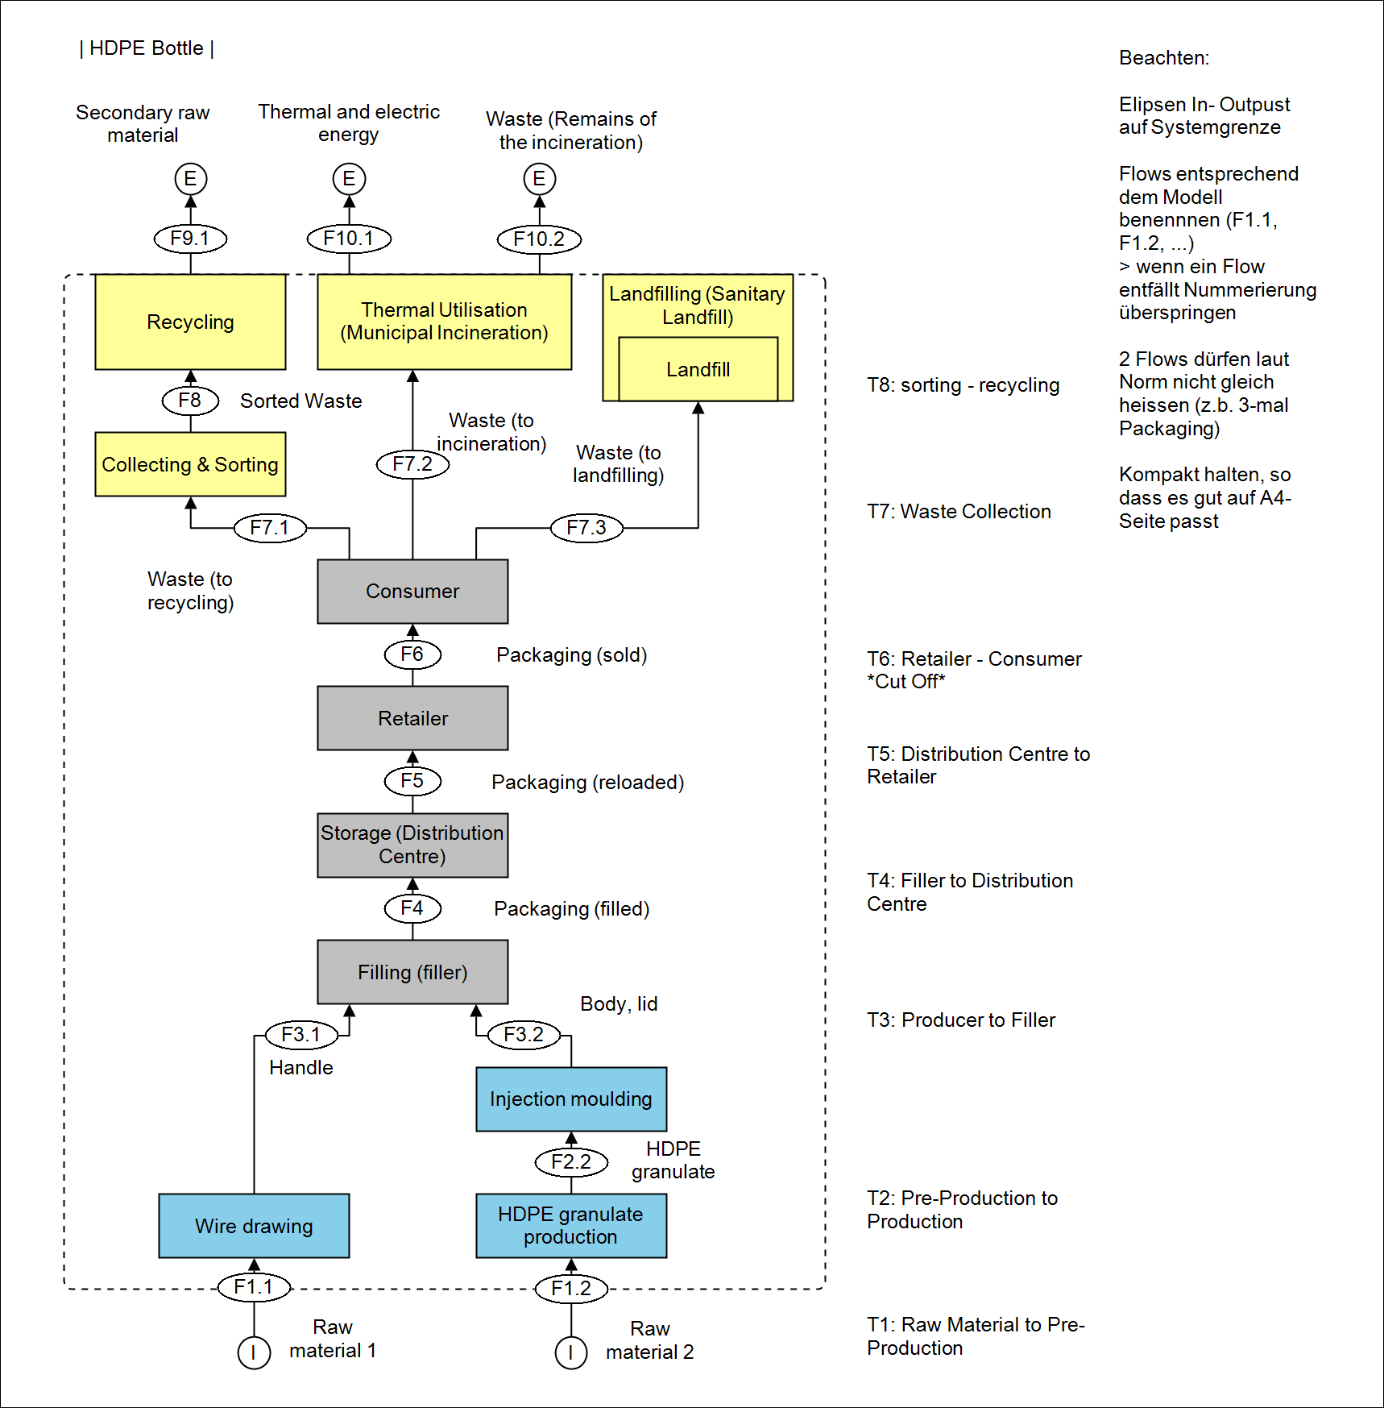 | HDPE Bottle |
Secondary raw
material
Thermal and electric
energy
Waste (Remains of
the incineration)
E
E
E
F9.1
F10.1
F10.2
Recycling
Thermal Utilisation
(Municipal Incineration)
Landfilling (Sanitary
Landfill)
Landfill
F8
Sorted Waste
Collecting & Sorting
Waste (to
incineration)
F7.2
Waste (to
landfilling)
F7.1
F7.3
Waste (to
recycling)
Consumer
F6
Packaging (sold)
Retailer
F5
Packaging (reloaded)
Storage (Distribution
Centre)
F4
Packaging (filled)
Filling (filler)
Body, lid
F3.1
F3.2
Handle
Injection moulding
F2.2
HDPE
granulate
Wire drawing
HDPE granulate
production
F1.1
F1.2
I
Raw
material 1
I
Raw
material 2
T8: sorting - recycling
T7: Waste Collection
T6: Retailer - Consumer
*Cut Off*
T5: Distribution Centre to
Retailer
T4: Filler to Distribution
Centre
T3: Producer to Filler
T2: Pre-Production to
Production
T1: Raw Material to Pre-
Production
Beachten:
Elipsen In- Outpust
auf Systemgrenze
Flows entsprechend
dem Modell
benennnen (F1.1,
F1.2, ...)
> wenn ein Flow
entfällt Nummerierung
überspringen
2 Flows dürfen laut
Norm nicht gleich
heissen (z.b. 3-mal
Packaging)
Kompakt halten, so
dass es gut auf A4-
Seite passt